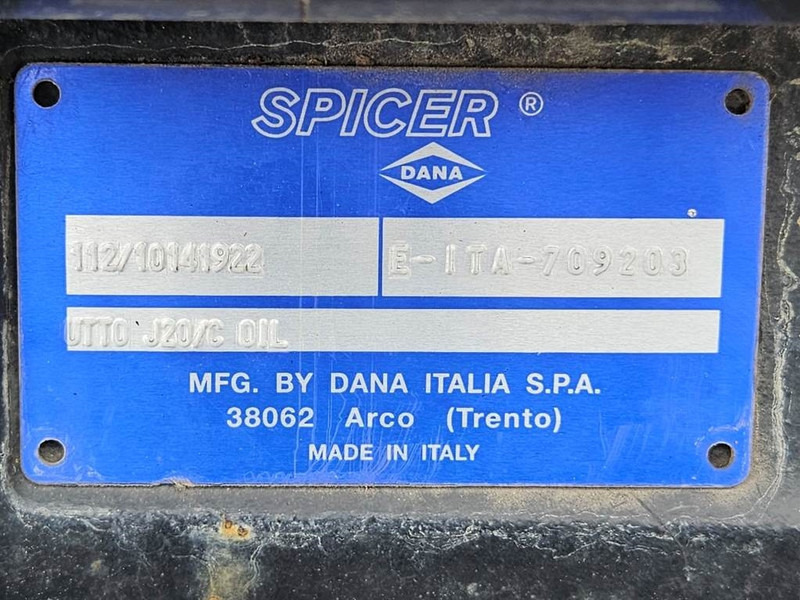 SPICER ®
DANA
112/10141922
E-ITA-709203
UTTO J20/C OIL
MFG. BY DANA ITALIA S.P.A.
38062 Arco (Trento)
MADE IN ITALY